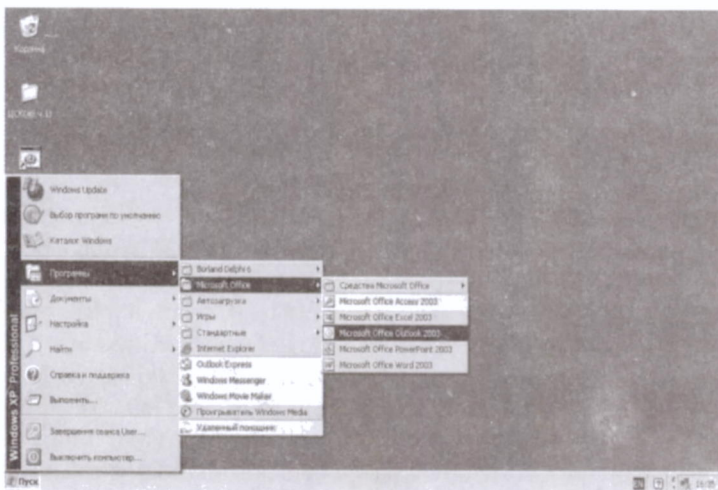 Корзина
Windows Update
Выбор программ по умолчанию
Каталог Windows
Программы
Документы
Настройка
Найти
Справка и поддержка
Выполнить...
Завершение сеанса User...
Выключить компьютер...
Windows XP Professional
Borland Delphi 6
Microsoft Office
Автозагрузка
Игры
Стандартные
Internet Explorer
Outlook Express
Windows Messenger
Windows Movie Maker
Проигрыватель Windows Media
Удаленный помощник
Средства Microsoft Office
Microsoft Office Access 2003
Microsoft Office Excel 2003
Microsoft Office Outlook 2003
Microsoft Office PowerPoint 2003
Microsoft Office Word 2003
Пуск
EN